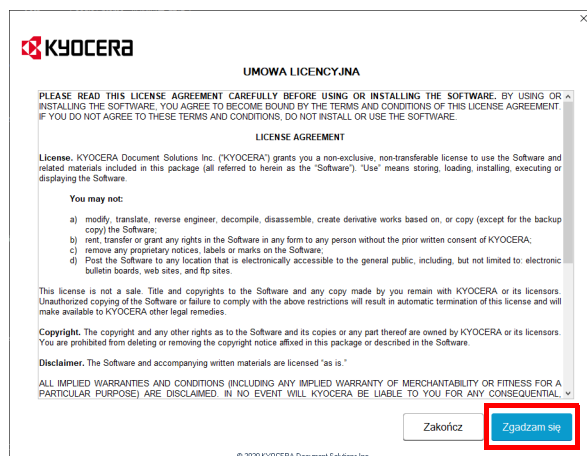 KYOCERA
UMOWA LICENCYJNA
PLEASE READ THIS LICENSE AGREEMENT CAREFULLY BEFORE USING OR INSTALLING THE SOFTWARE. BY USING OR
INSTALLING THE SOFTWARE, YOU AGREE TO BECOME BOUND BY THE TERMS AND CONDITIONS OF THIS LICENSE AGREEMENT.
IF YOU DO NOT AGREE TO THESE TERMS AND CONDITIONS, DO NOT INSTALL OR USE THE SOFTWARE.
LICENSE AGREEMENT
License. KYOCERA Document Solutions Inc. ("KYOCERA") grants you a non-exclusive, non-transferable license to use the Software and
related materials included in this package (all referred to herein as the "Software"). "Use" means storing, loading, installing, executing or
displaying the Software.
You may not:
a) modify, translate, reverse engineer, decompile, disassemble, create derivative works based on, or copy (except for the backup
copy) the Software;
b) rent, transfer or grant any rights in the Software in any form to any person without the prior written consent of KYOCERA;
c) remove any proprietary notices, labels or marks on the Software;
d) Post the Software to any location that is electronically accessible to the general public, including, but not limited to: electronic
bulletin boards, web sites, and ftp sites.
This license is not a sale. Title and copyrights to the Software and any copy made by you remain with KYOCERA or its licensors.
Unauthorized copying of the Software or failure to comply with the above restrictions will result in automatic termination of this license and will
make available to KYOCERA other legal remedies.
Copyright. The copyright and any other rights as to the Software and its copies or any part thereof are owned by KYOCERA or its licensors.
You are prohibited from deleting or removing the copyright notice affixed in this package or described in the Software.
Disclaimer. The Software and accompanying written materials are licensed "as is."
ALL IMPLIED WARRANTIES AND CONDITIONS (INCLUDING ANY IMPLIED WARRANTY OF MERCHANTABILITY OR FITNESS FOR A
PARTICULAR PURPOSE) ARE DISCLAIMED. IN NO EVENT WILL KYOCERA BE LIABLE TO YOU FOR ANY CONSEQUENTIAL,
Zakończ
Zgadzam się
© 2020 KYOCERA Document Solutions Inc.